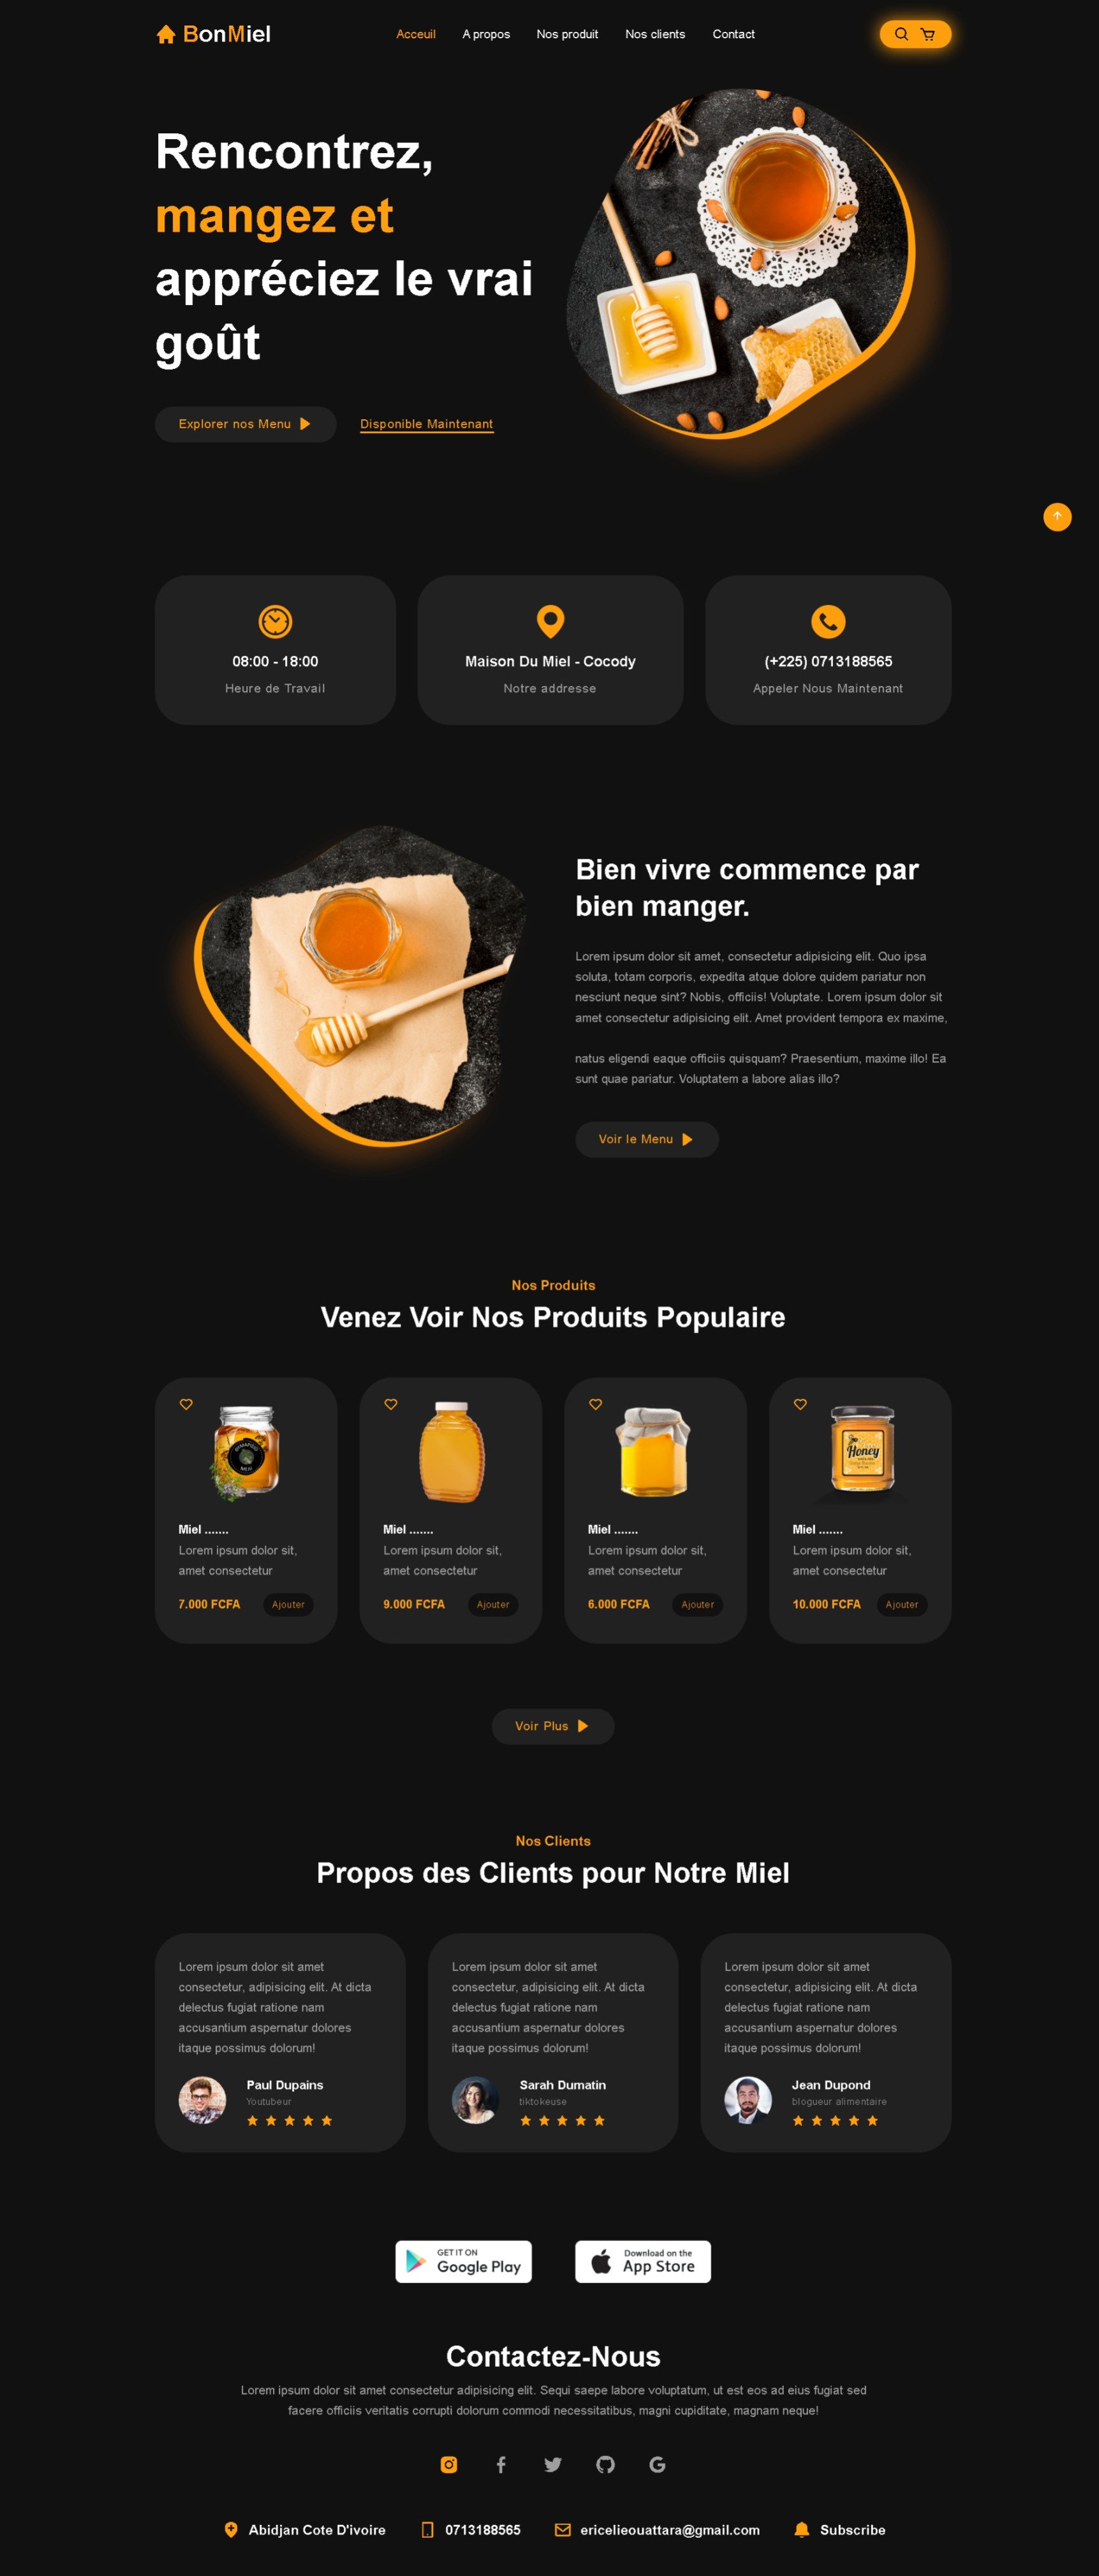 BonMiel
Acceuil A propos Nos produit Nos clients Contact
Rencontrez,
mangez et
appréciez le vrai
goût
Explorer nos Menu Disponible Maintenant
08:00 - 18:00
Heure de Travail
Maison Du Miel - Cocody
Notre addresse
(+225) 0713188565
Appeler Nous Maintenant
Bien vivre commence par
bien manger.
Lorem ipsum dolor sit amet, consectetur adipisicing elit. Quo ipsa
soluta, totam corporis, expedita atque dolore quidem pariatur non
nesciunt neque sint? Nobis, officiis! Voluptate. Lorem ipsum dolor sit
amet consectetur adipisicing elit. Amet provident tempora ex maxime,
natus eligendi eaque officiis quisquam? Praesentium, maxime illo! Ea
sunt quae pariatur. Voluptatem a labore alias illo?
Voir le Menu
Nos Produits
Venez Voir Nos Produits Populaire
Miel .......
Lorem ipsum dolor sit,
amet consectetur
7.000 FCFA Ajouter
Miel .......
Lorem ipsum dolor sit,
amet consectetur
9.000 FCFA Ajouter
Miel .......
Lorem ipsum dolor sit,
amet consectetur
6.000 FCFA Ajouter
Honey
Miel .......
Lorem ipsum dolor sit,
amet consectetur
10.000 FCFA Ajouter
Voir Plus
Nos Clients
Propos des Clients pour Notre Miel
Lorem ipsum dolor sit amet
consectetur, adipisicing elit. At dicta
delectus fugiat ratione nam
accusantium aspernatur dolores
itaque possimus dolorum!
Paul Dupains
Youtubeur
Lorem ipsum dolor sit amet
consectetur, adipisicing elit. At dicta
delectus fugiat ratione nam
accusantium aspernatur dolores
itaque possimus dolorum!
Sarah Dumatin
tiktokeuse
Lorem ipsum dolor sit amet
consectetur, adipisicing elit. At dicta
delectus fugiat ratione nam
accusantium aspernatur dolores
itaque possimus dolorum!
Jean Dupond
blogueur alimentaire
GET IT ON
Google Play
Download on the
App Store
Contactez-Nous
Lorem ipsum dolor sit amet consectetur adipisicing elit. Sequi saepe labore voluptatum, ut est eos ad eius fugiat sed
facere officiis veritatis corrupti dolorum commodi necessitatibus, magni cupiditate, magnam neque!
Abidjan Cote D'ivoire 0713188565 ericelieouattara@gmail.com Subscribe